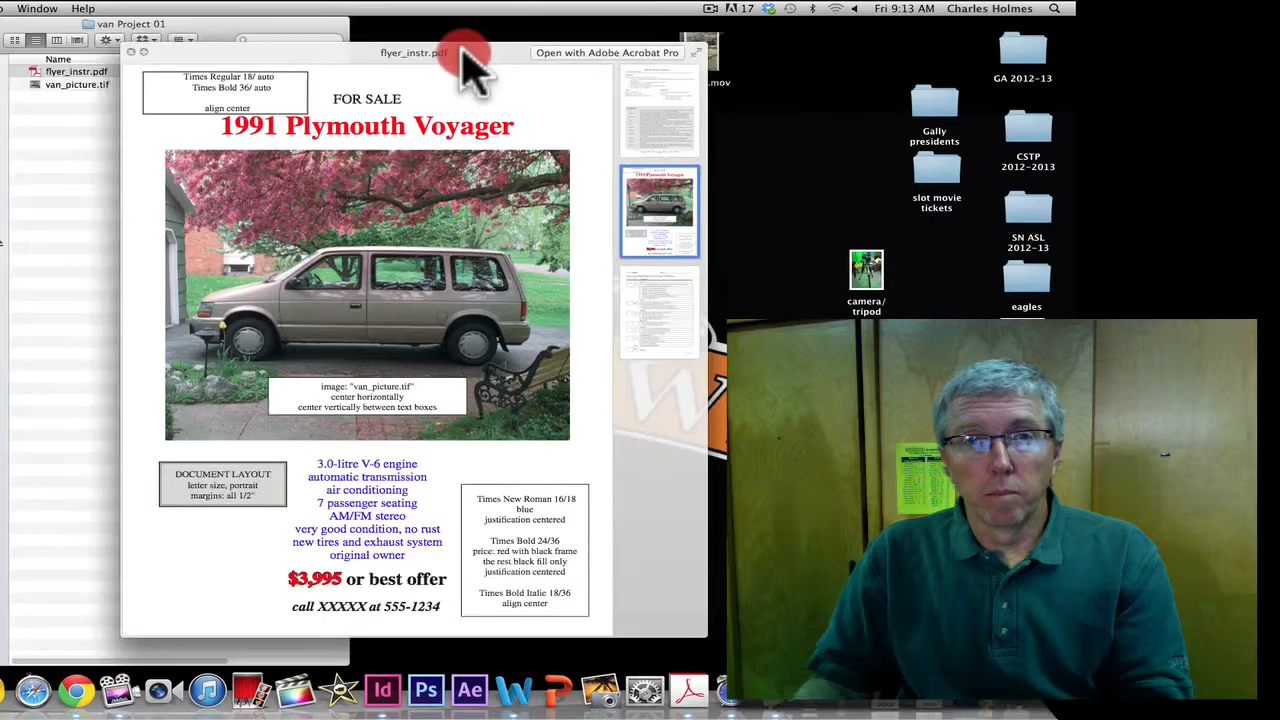 Window Help
17
Fri 9:13 AM Charles Holmes
van Project 01
Name
flyer_instr.pdf
van_picture.tif
flyer_instr.pdf
Open with Adobe Acrobat Pro
Times Regular 18/ auto
Times Bold 36/ auto
align center
FOR SALE
1991 Plymouth Voyager
image: "van_picture.tif"
center horizontally
center vertically between text boxes
DOCUMENT LAYOUT
letter size, portrait
margins: all 1/2"
3.0-litre V-6 engine
automatic transmission
air conditioning
7 passenger seating
AM/FM stereo
very good condition, no rust
new tires and exhaust system
original owner
$3,995 or best offer
call XXXXX at 555-1234
Times New Roman 16/18
blue
justification centered
Times Bold 24/36
price: red with black frame
the rest black fill only
justification centered
Times Bold Italic 18/36
align center
1991 Plymouth Voyager
.mov
GA 2012-13
Gally
presidents
CSTP
2012-2013
slot movie
tickets
SN ASL
2012-13
camera/
tripod
eagles
Id
Ps
Ae